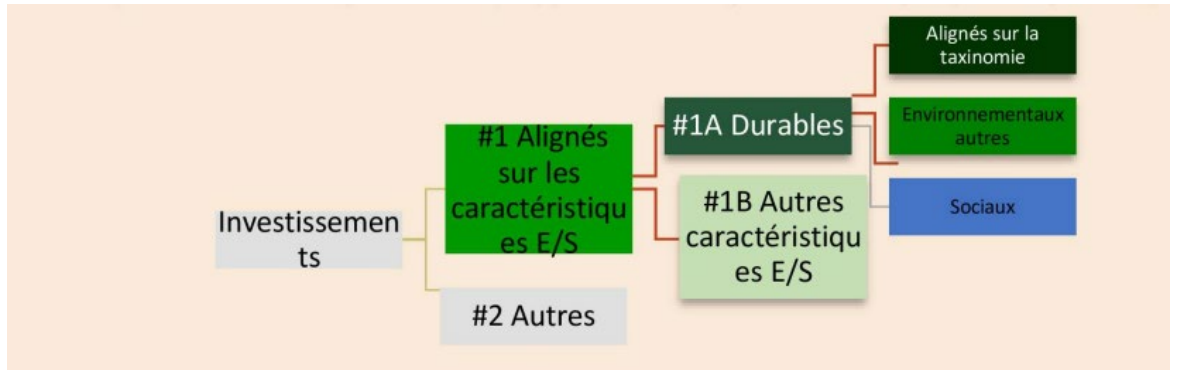 Alignés sur la
taxinomie
#1A Durables
Environnementaux
autres
#1 Alignés
sur les
caractéristiqu
es E/S
#1B Autres
caractéristiqu
es E/S
Sociaux
Investissemen
ts
#2 Autres